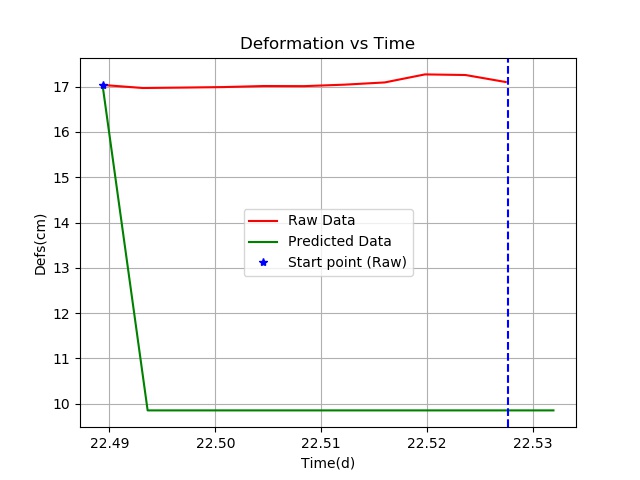 Deformation vs Time
Defs(cm)
17
16
15
14
13
12
11
10
Raw Data
Predicted Data
Start point (Raw)
22.49 22.50 22.51 22.52 22.53
Time(d)